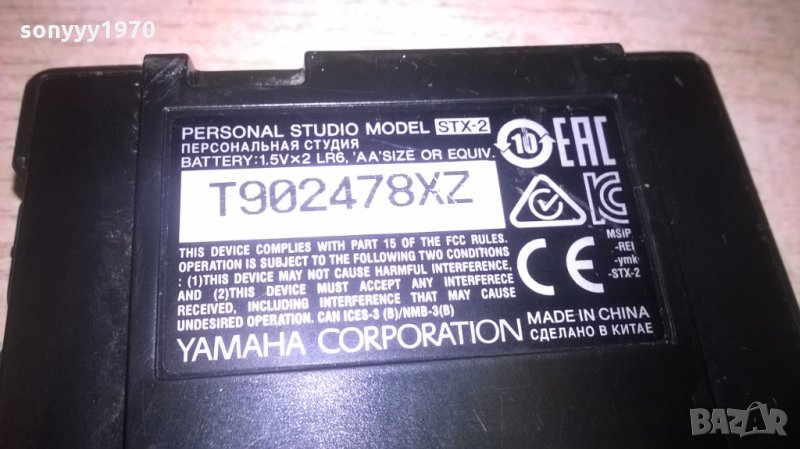 sonyyy1970
PERSONAL STUDIO MODEL STX-2
ПЕРСОНАЛЬНАЯ СТУДИЯ
BATTERY:1.5V×2 LR6, 'AA'SIZE OR EQUIV.
T902478XZ
10
EAC
THIS DEVICE COMPLIES WITH PART 15 OF THE FCC RULES.
OPERATION IS SUBJECT TO THE FOLLOWING TWO CONDITIONS
: (1)THIS DEVICE MAY NOT CAUSE HARMFUL INTERFERENCE,
AND (2)THIS DEVICE MUST ACCEPT ANY INTERFERECE
RECEIVED, INCLUDING INTERFERENCE THAT MAY CAUSE
UNDESIRED OPERATION. CAN ICES-3 (B)/NMB-3(B)
CE
MSIP
-REI
-ymk
-STX-2
YAMAHA CORPORATION
MADE IN CHINA
СДЕЛАНО В КИТАЕ
BAZAR